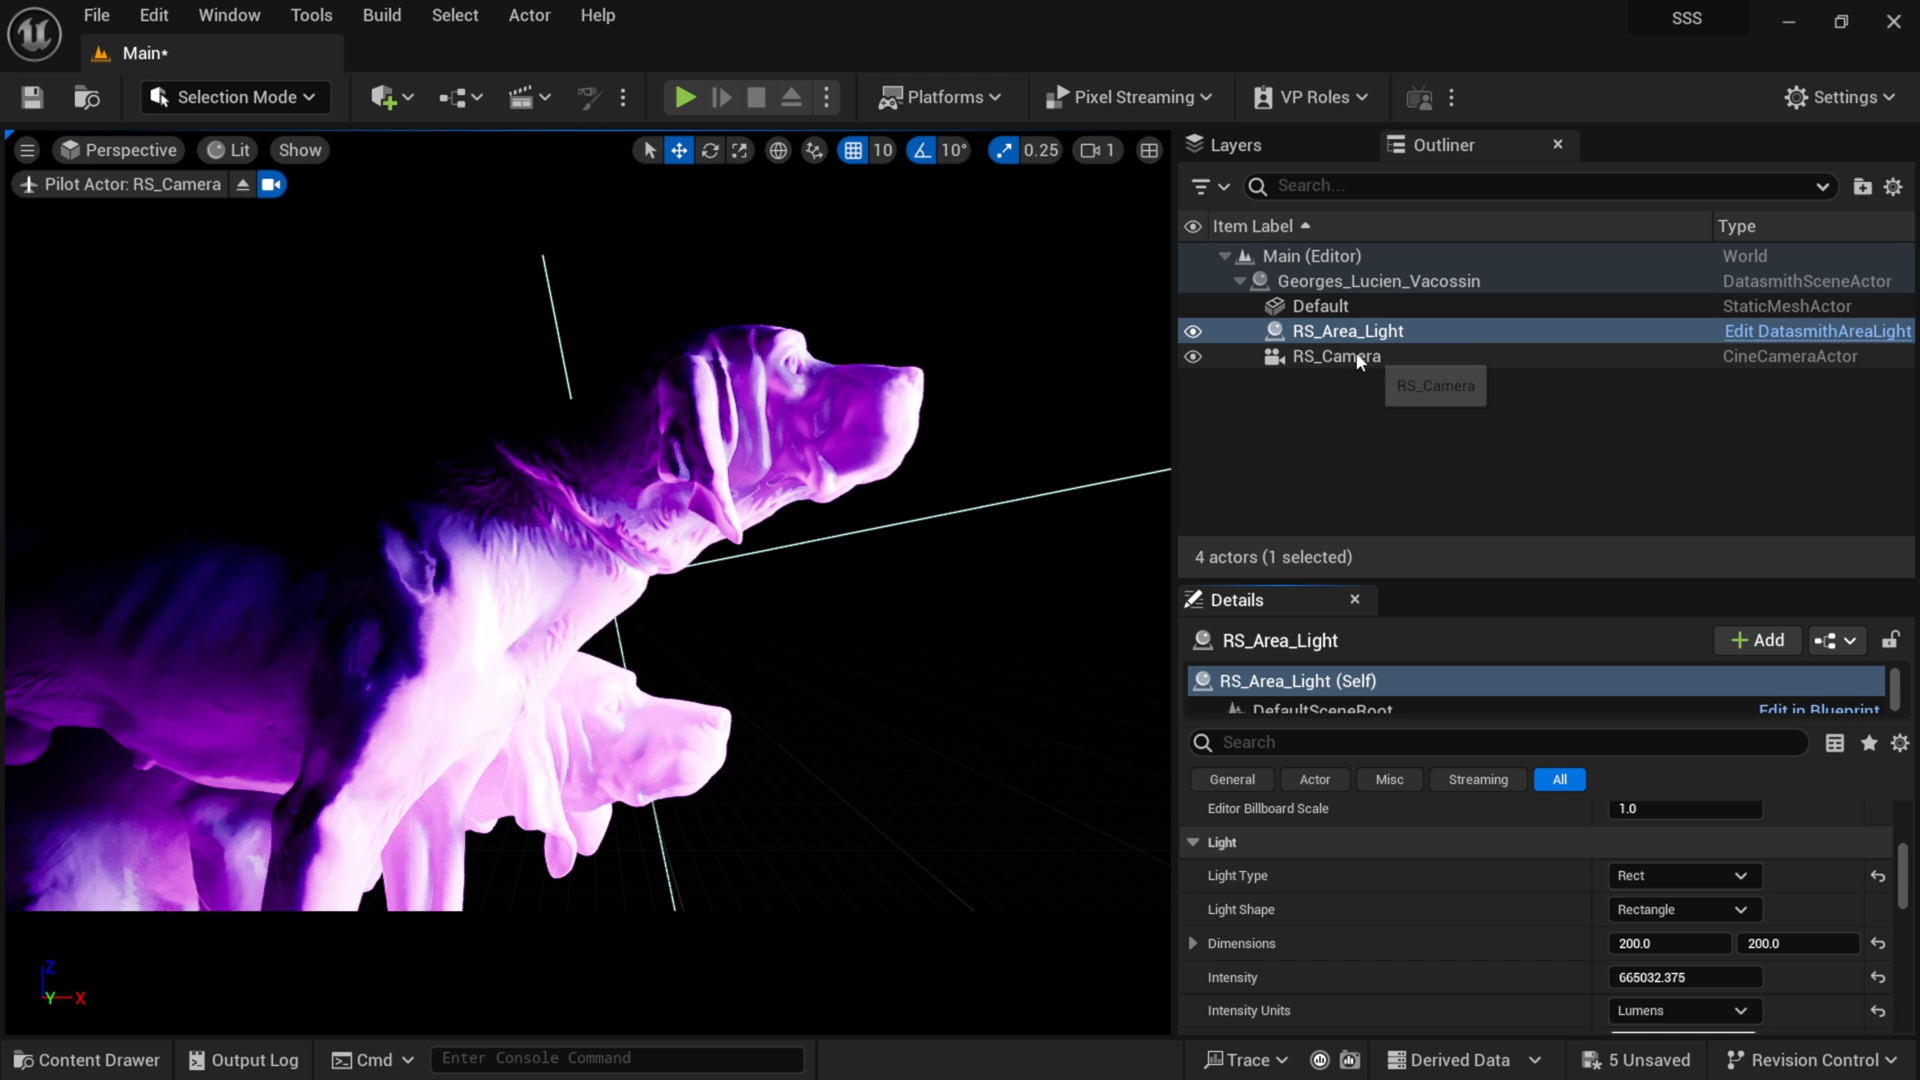 File Edit Window Tools Build Select Actor Help
SSS
Main*
Selection Mode
Platforms
Pixel Streaming
VP Roles
Settings
Perspective Lit Show
10 10° 0.25 1
Pilot Actor: RS_Camera
Layers
Outliner
Search...
Item Label Type
Main (Editor) World
Georges_Lucien_Vacossin DatasmithSceneActor
Default StaticMeshActor
RS_Area_Light Edit DatasmithAreaLight
RS_Camera CineCameraActor
RS_Camera
4 actors (1 selected)
Details
RS_Area_Light
Add
RS_Area_Light (Self)
DefaultSceneRoot Edit in Blueprint
Search
General Actor Misc Streaming All
Editor Billboard Scale 1.0
Light
Light Type Rect
Light Shape Rectangle
Dimensions 200.0 200.0
Intensity 665032.375
Intensity Units Lumens
Z
Y X
Content Drawer
Output Log
Cmd
Enter Console Command
Trace
Derived Data
5 Unsaved
Revision Control